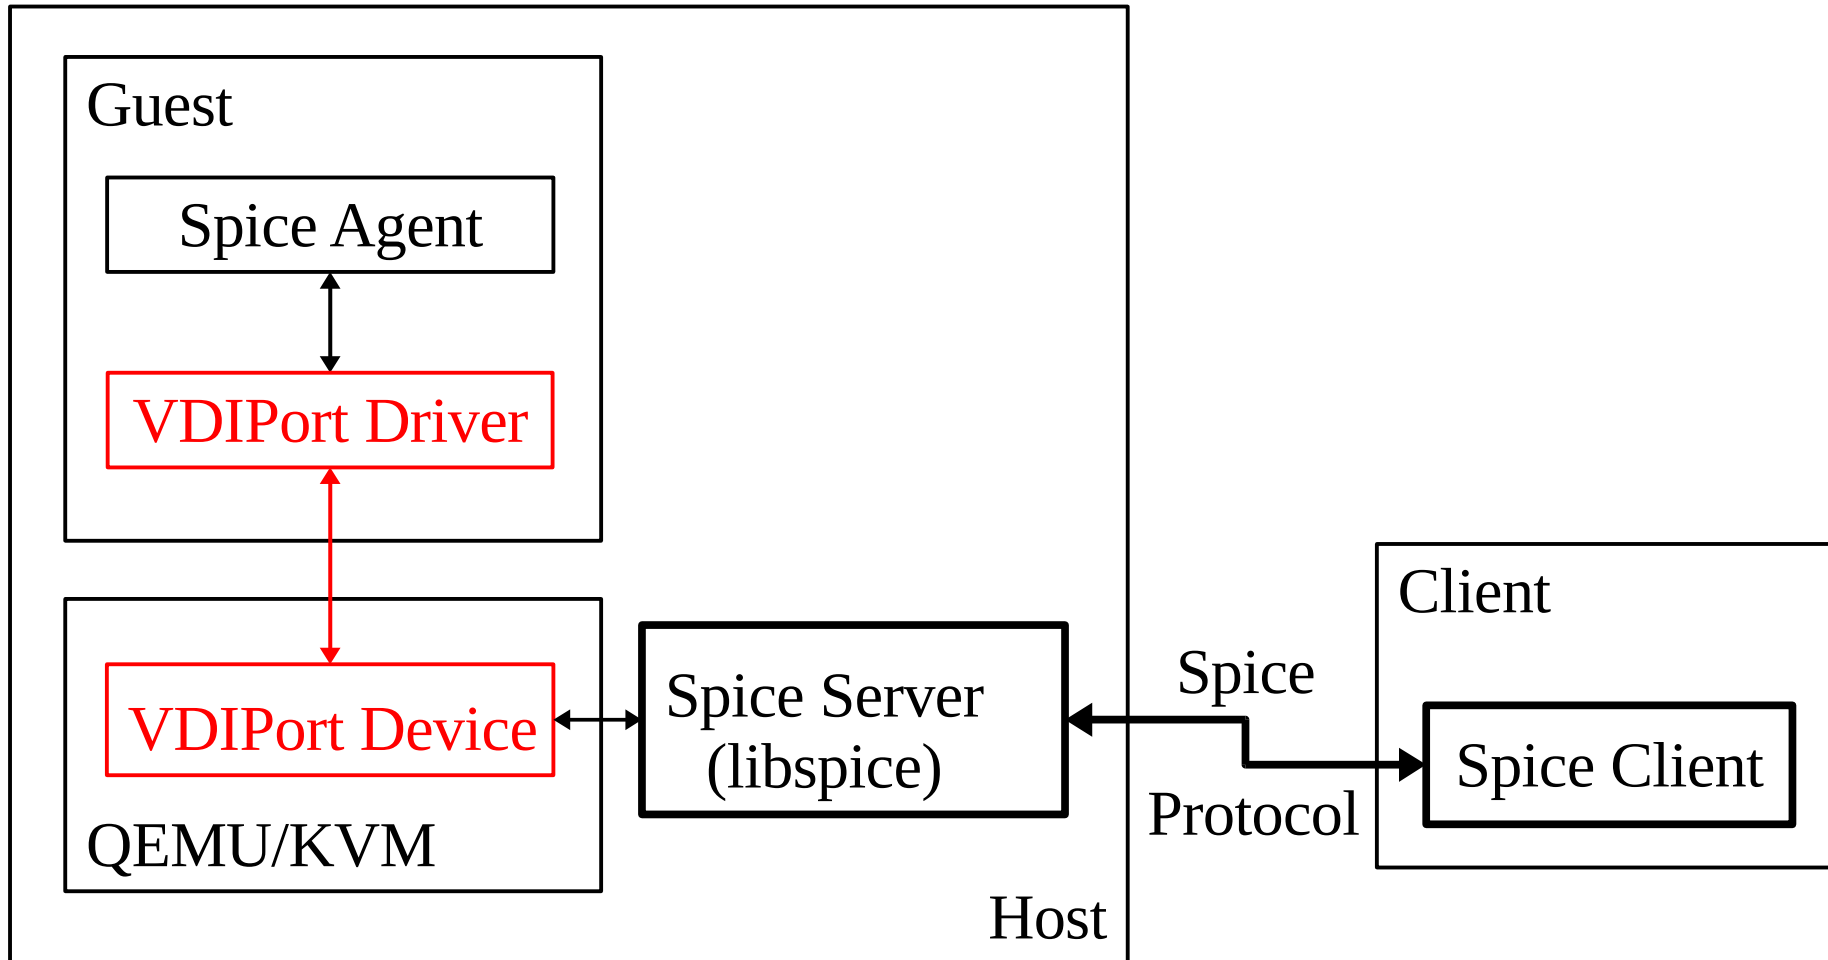 Guest
Spice Agent
VDIPort Driver
VDIPort Device
QEMU/KVM
Spice Server
(libspice)
Host
Spice
Protocol
Client
Spice Client